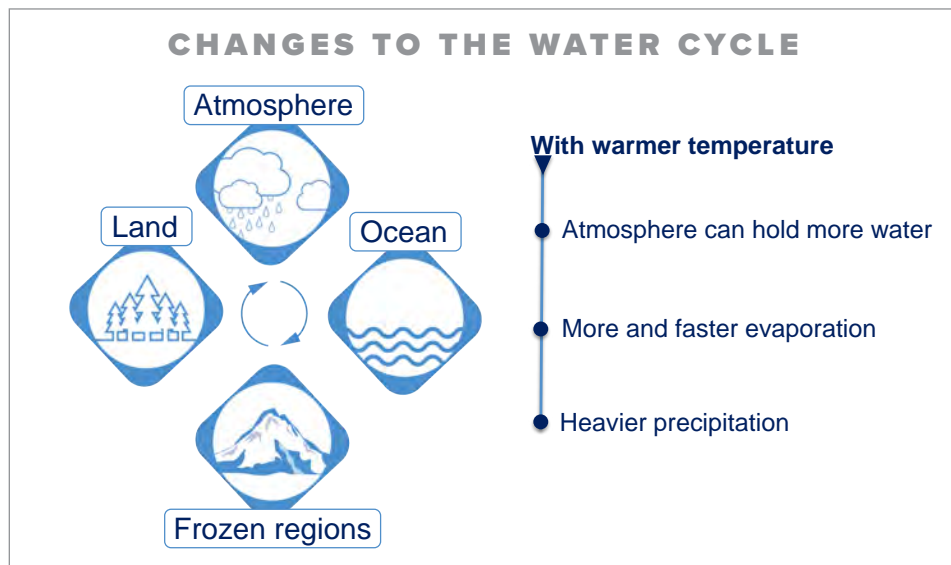 CHANGES TO THE WATER CYCLE
Atmosphere
Land
Ocean
Frozen regions
With warmer temperature
Atmosphere can hold more water
More and faster evaporation
Heavier precipitation